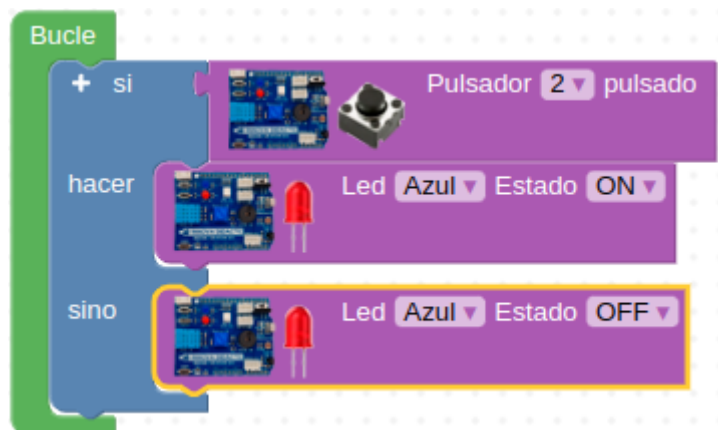 Bucle
si Pulsador 2 pulsado
hacer Led Azul Estado ON
sino Led Azul Estado OFF